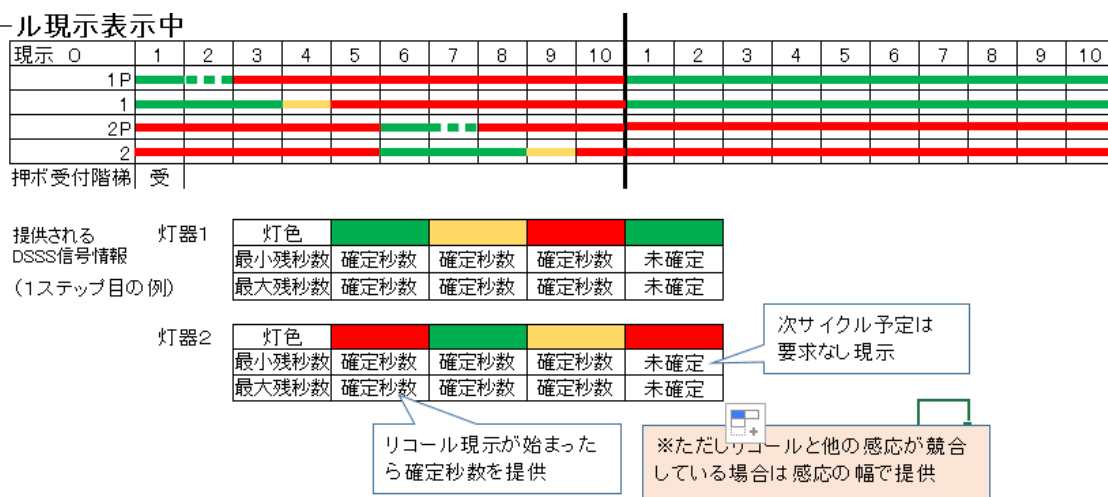 ール現示表示中
現示 0 1 2 3 4 5 6 7 8 9 10 1 2 3 4 5 6 7 8 9 10
1P
1
2P
2
押ボ受付階梯 受
提供される
DSSS信号情報
(1ステップ目の例)
灯器1
灯色
最小残秒数 確定秒数 確定秒数 確定秒数 未確定
最大残秒数 確定秒数 確定秒数 確定秒数 未確定
灯器2
灯色
最小残秒数 確定秒数 確定秒数 確定秒数 未確定
最大残秒数 確定秒数 確定秒数 確定秒数 未確定
次サイクル予定は
要求なし現示
リコール現示が始まった
ら確定秒数を提供
※ただしリコールと他の感応が競合
している場合は感応の幅で提供